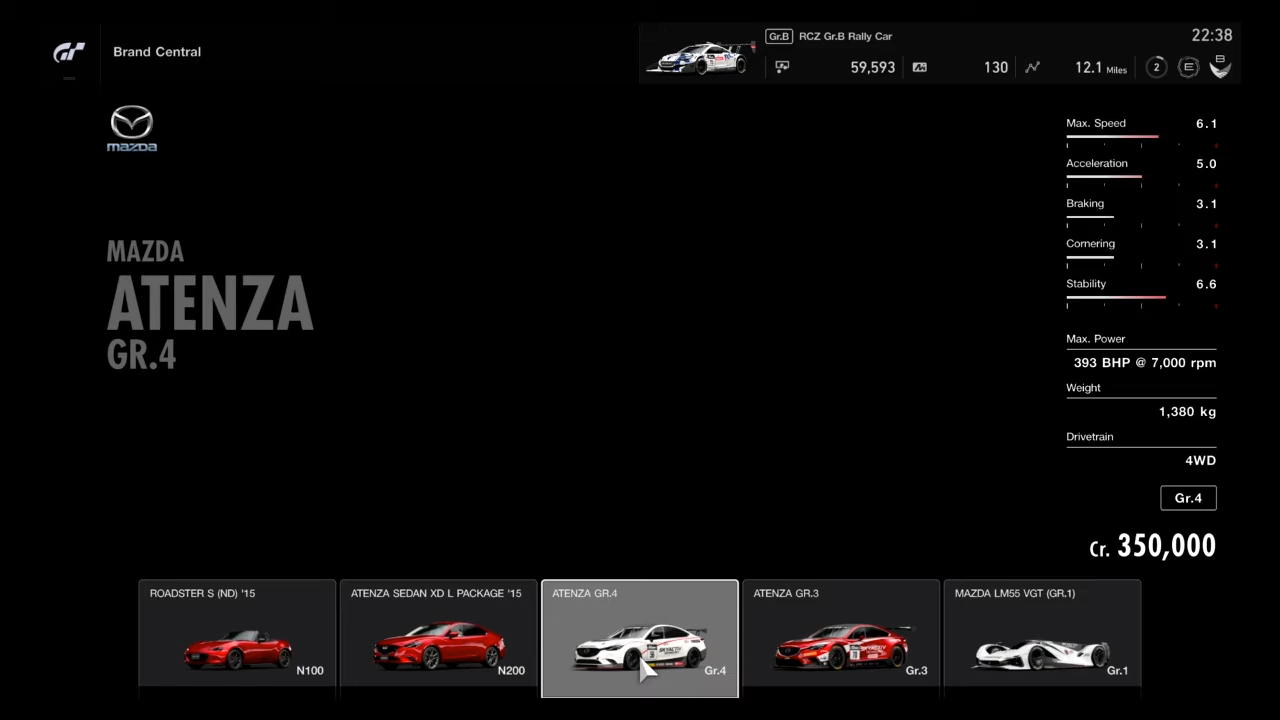 Brand Central
Gr.B RCZ Gr.B Rally Car
22:38
59,593
130
12.1 Miles
2
E
B
mazda
MAZDA
ATENZA
GR.4
Max. Speed 6.1
Acceleration 5.0
Braking 3.1
Cornering 3.1
Stability 6.6
Max. Power
393 BHP @ 7,000 rpm
Weight
1,380 kg
Drivetrain
4WD
Gr.4
Cr. 350,000
ROADSTER S (ND) '15
N100
ATENZA SEDAN XD L PACKAGE '15
N200
ATENZA GR.4
SKYACTIV
Gr.4
ATENZA GR.3
SKYACTIV
Gr.3
MAZDA LM55 VGT (GR.1)
Gr.1